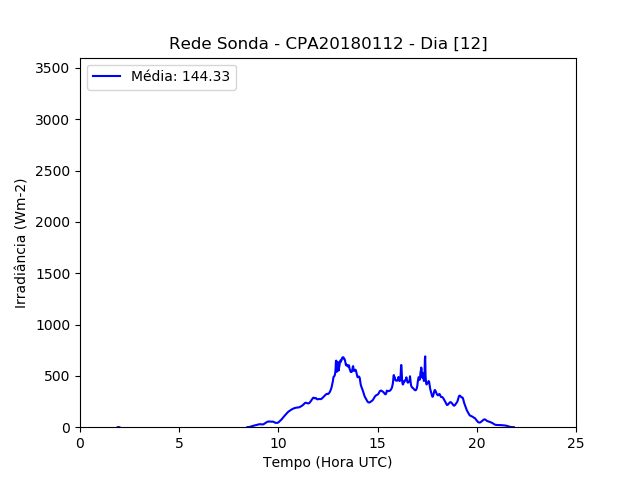 Rede Sonda - CPA20180112 - Dia [12]
Média: 144.33
Irradiância (Wm-2)
3500
3000
2500
2000
1500
1000
500
0
0 5 10 15 20 25
Tempo (Hora UTC)